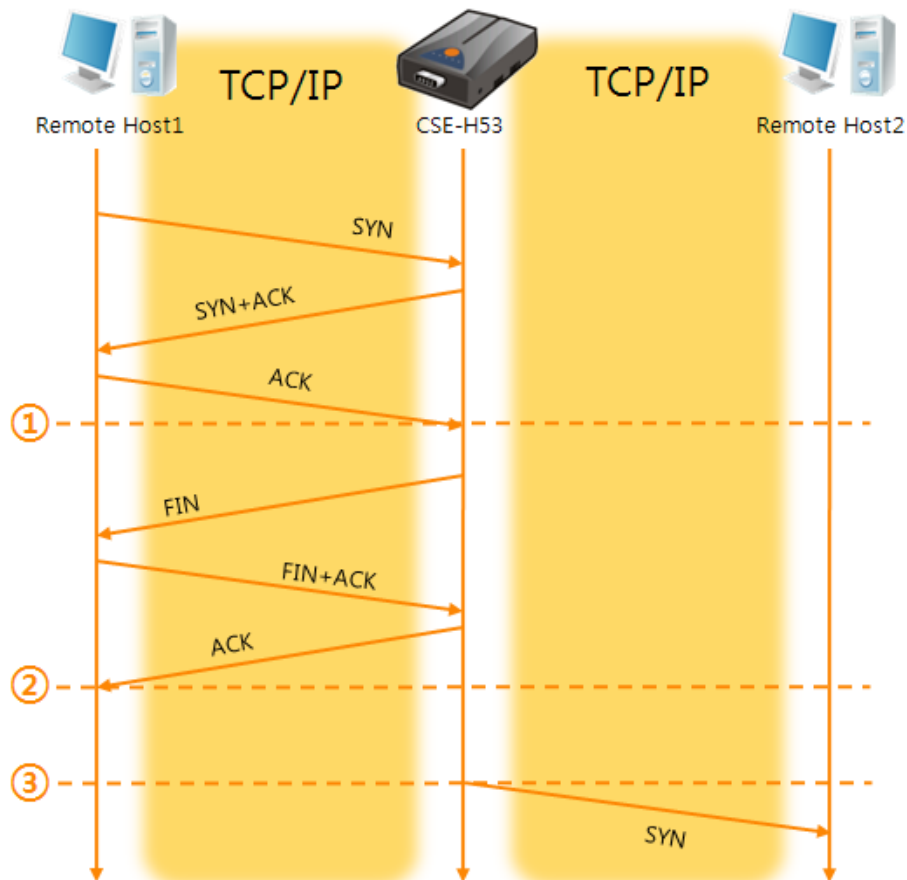 TCP/IP
TCP/IP
Remote Host1
CSE-H53
Remote Host2
SYN
SYN+ACK
ACK
①
FIN
FIN+ACK
ACK
②
③
SYN